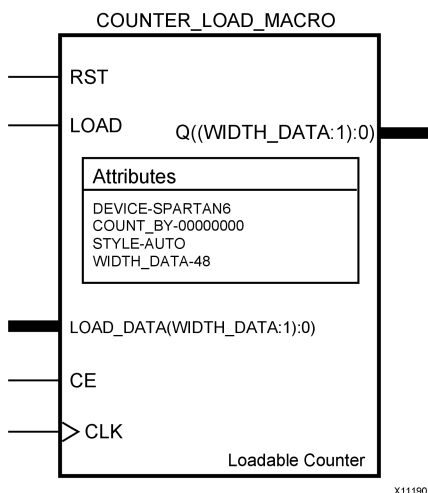 COUNTER_LOAD_MACRO
RST
LOAD
Q((WIDTH_DATA:1):0)
Attributes
DEVICE-SPARTAN6
COUNT_BY-00000000
STYLE-AUTO
WIDTH_DATA-48
LOAD_DATA(WIDTH_DATA:1):0)
CE
CLK
Loadable Counter
X11190